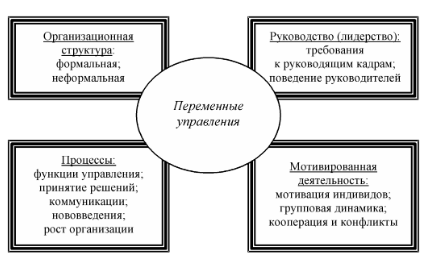 Организационная
структура:
формальная;
неформальная
Руководство (лидерство):
требования
к руководящим кадрам;
поведение руководителей
Переменные
управления
Процессы:
функции управления;
принятие решений;
коммуникации;
нововведения;
рост организации
Мотивированная
деятельность:
мотивация индивидов;
групповая динамика;
кооперация и конфликты